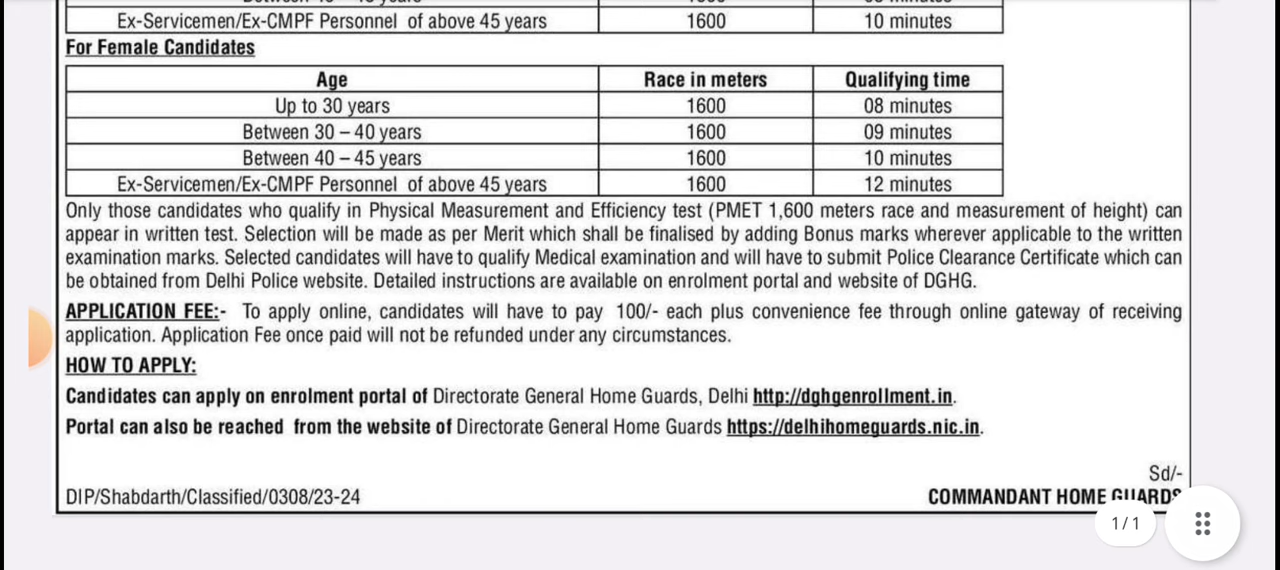 Ex-Servicemen/Ex-CMPF Personnel of above 45 years 1600 10 minutes
For Female Candidates
Age Race in meters Qualifying time
Up to 30 years 1600 08 minutes
Between 30 – 40 years 1600 09 minutes
Between 40 – 45 years 1600 10 minutes
Ex-Servicemen/Ex-CMPF Personnel of above 45 years 1600 12 minutes
Only those candidates who qualify in Physical Measurement and Efficiency test (PMET 1,600 meters race and measurement of height) can
appear in written test. Selection will be made as per Merit which shall be finalised by adding Bonus marks wherever applicable to the written
examination marks. Selected candidates will have to qualify Medical examination and will have to submit Police Clearance Certificate which can
be obtained from Delhi Police website. Detailed instructions are available on enrolment portal and website of DGHG.
APPLICATION FEE:- To apply online, candidates will have to pay 100/- each plus convenience fee through online gateway of receiving
application. Application Fee once paid will not be refunded under any circumstances.
HOW TO APPLY:
Candidates can apply on enrolment portal of Directorate General Home Guards, Delhi http://dghgenrollment.in.
Portal can also be reached from the website of Directorate General Home Guards https://delhihomeguards.nic.in.
Sd/-
DIP/Shabdarth/Classified/0308/23-24 COMMANDANT HOME GUARDS
1/1